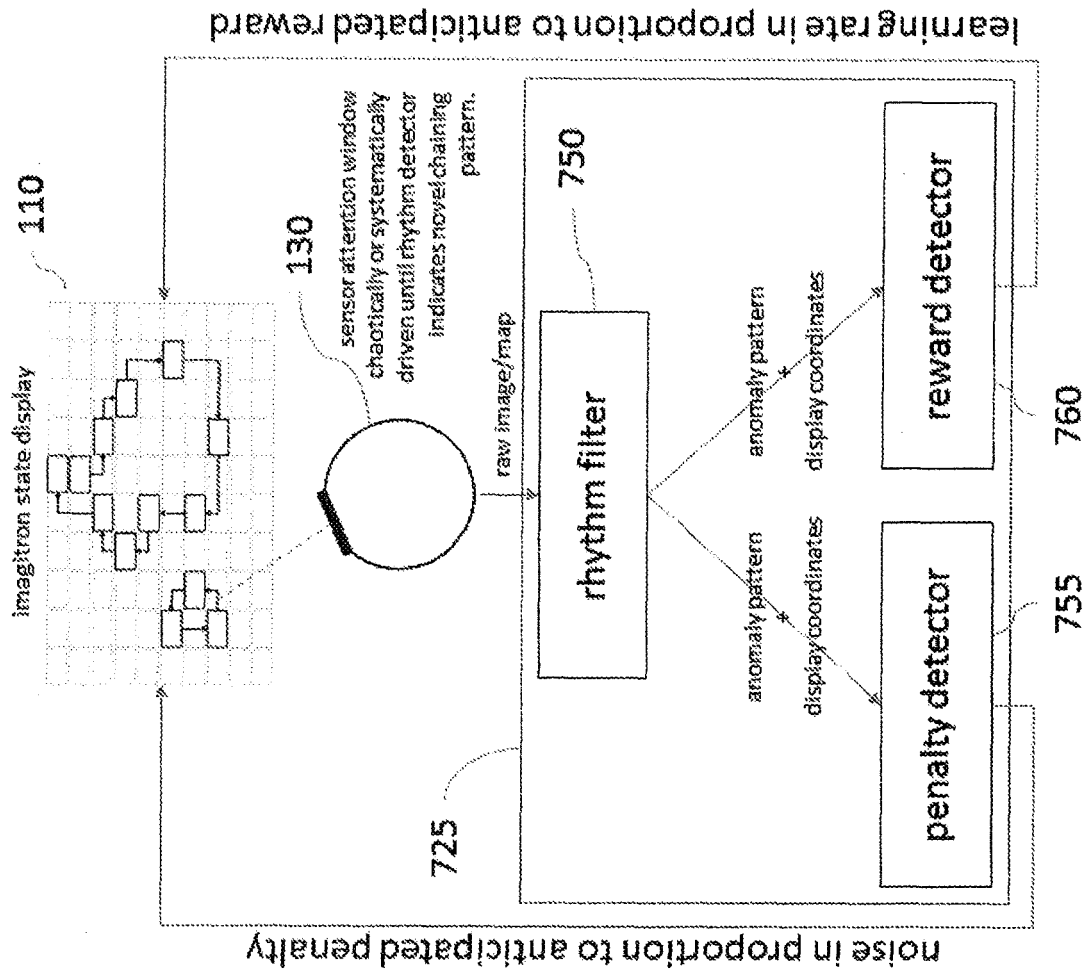 imagitron state display
110
sensor attention window
chaotically or systematically
driven until rhythm detector
indicates novel chaining
pattern.
130
raw image/map
725
750
rhythm filter
anomaly pattern
+
display coordinates
anomaly pattern
+
display coordinates
penalty detector
reward detector
755
760
noise in proportion to anticipated penalty
learning rate in proportion to anticipated reward